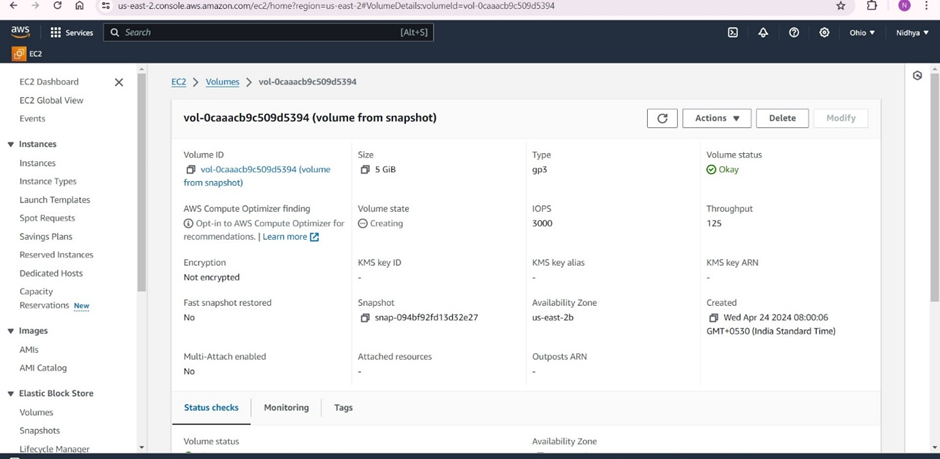 us-east-2.console.aws.amazon.com/ec2/home?region=us-east-2#VolumeDetails:volumeId=vol-0caaacb9c509d5394
N
aws Services Search [Alt+S] Ohio Nidhya
EC2
EC2 Dashboard
EC2 Global View
Events
Instances
Instances
Instance Types
Launch Templates
Spot Requests
Savings Plans
Reserved Instances
Dedicated Hosts
Capacity
Reservations New
Images
AMIs
AMI Catalog
Elastic Block Store
Volumes
Snapshots
Lifecycle Manager
EC2 > Volumes > vol-0caaacb9c509d5394
vol-0caaacb9c509d5394 (volume from snapshot)
Actions Delete Modify
Volume ID
vol-0caaacb9c509d5394 (volume
from snapshot)
Size
5 GiB
Type
gp3
Volume status
Okay
AWS Compute Optimizer finding
Opt-in to AWS Compute Optimizer for
recommendations. | Learn more
Volume state
Creating
IOPS
3000
Throughput
125
Encryption
Not encrypted
KMS key ID
-
KMS key alias
-
KMS key ARN
-
Fast snapshot restored
No
Snapshot
snap-094bf92fd13d32e27
Availability Zone
us-east-2b
Created
Wed Apr 24 2024 08:00:06
GMT+0530 (India Standard Time)
Multi-Attach enabled
No
Attached resources
-
Outposts ARN
-
Status checks Monitoring Tags
Volume status
Availability Zone